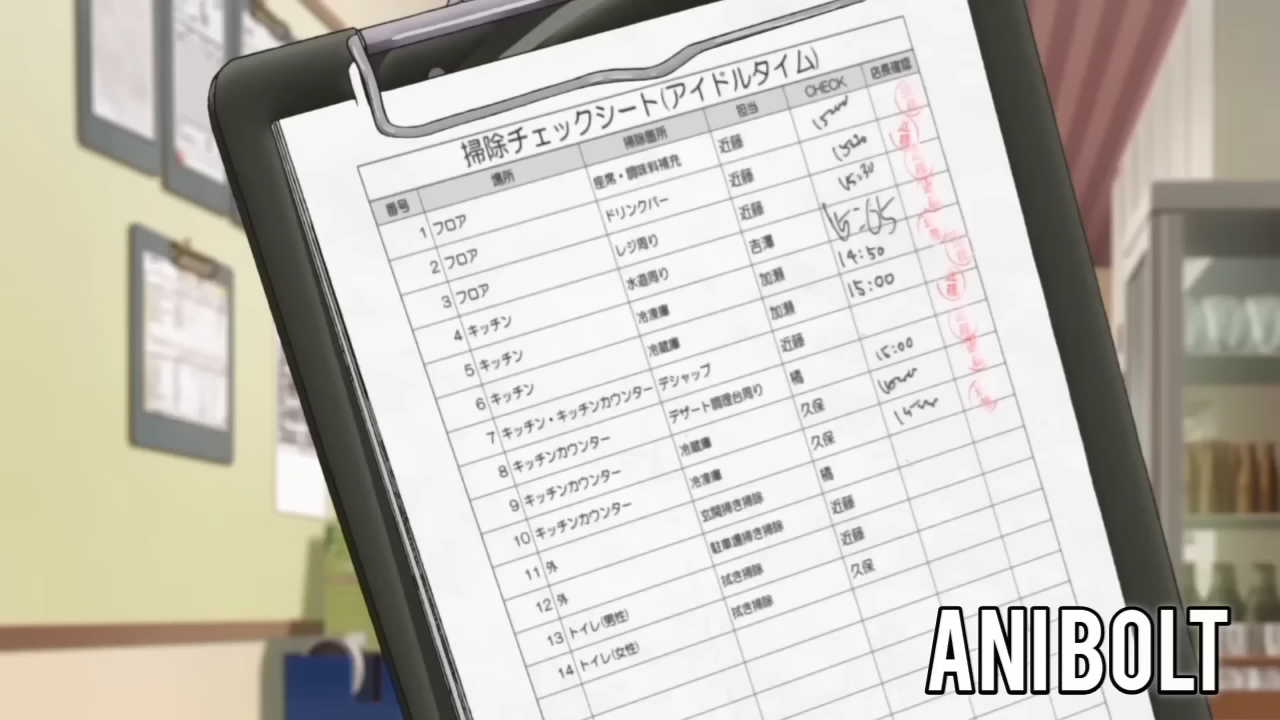 掃除チェックシート(アイドルタイム)
番号 場所 掃除箇所 担当 CHECK 店長確認
1 フロア 座席・調味料補充 近藤
2 フロア ドリンクバー 近藤
3 フロア レジ周り 近藤 15:30
4 キッチン 水道周り 吉澤 15:05
5 キッチン 冷凍庫 加瀬 14:50
6 キッチン 冷蔵庫 加瀬 15:00
7 キッチン・キッチンカウンター デシャップ 近藤
8 キッチンカウンター デザート調理台周り 橘 15:00
9 キッチンカウンター 冷蔵庫 久保
10 キッチンカウンター 冷凍庫 久保
11 外 玄関掃き掃除 橘
12 外 駐車場掃き掃除 近藤
13 トイレ(男性) 拭き掃除 近藤
14 トイレ(女性) 拭き掃除 久保
ANIBOLT